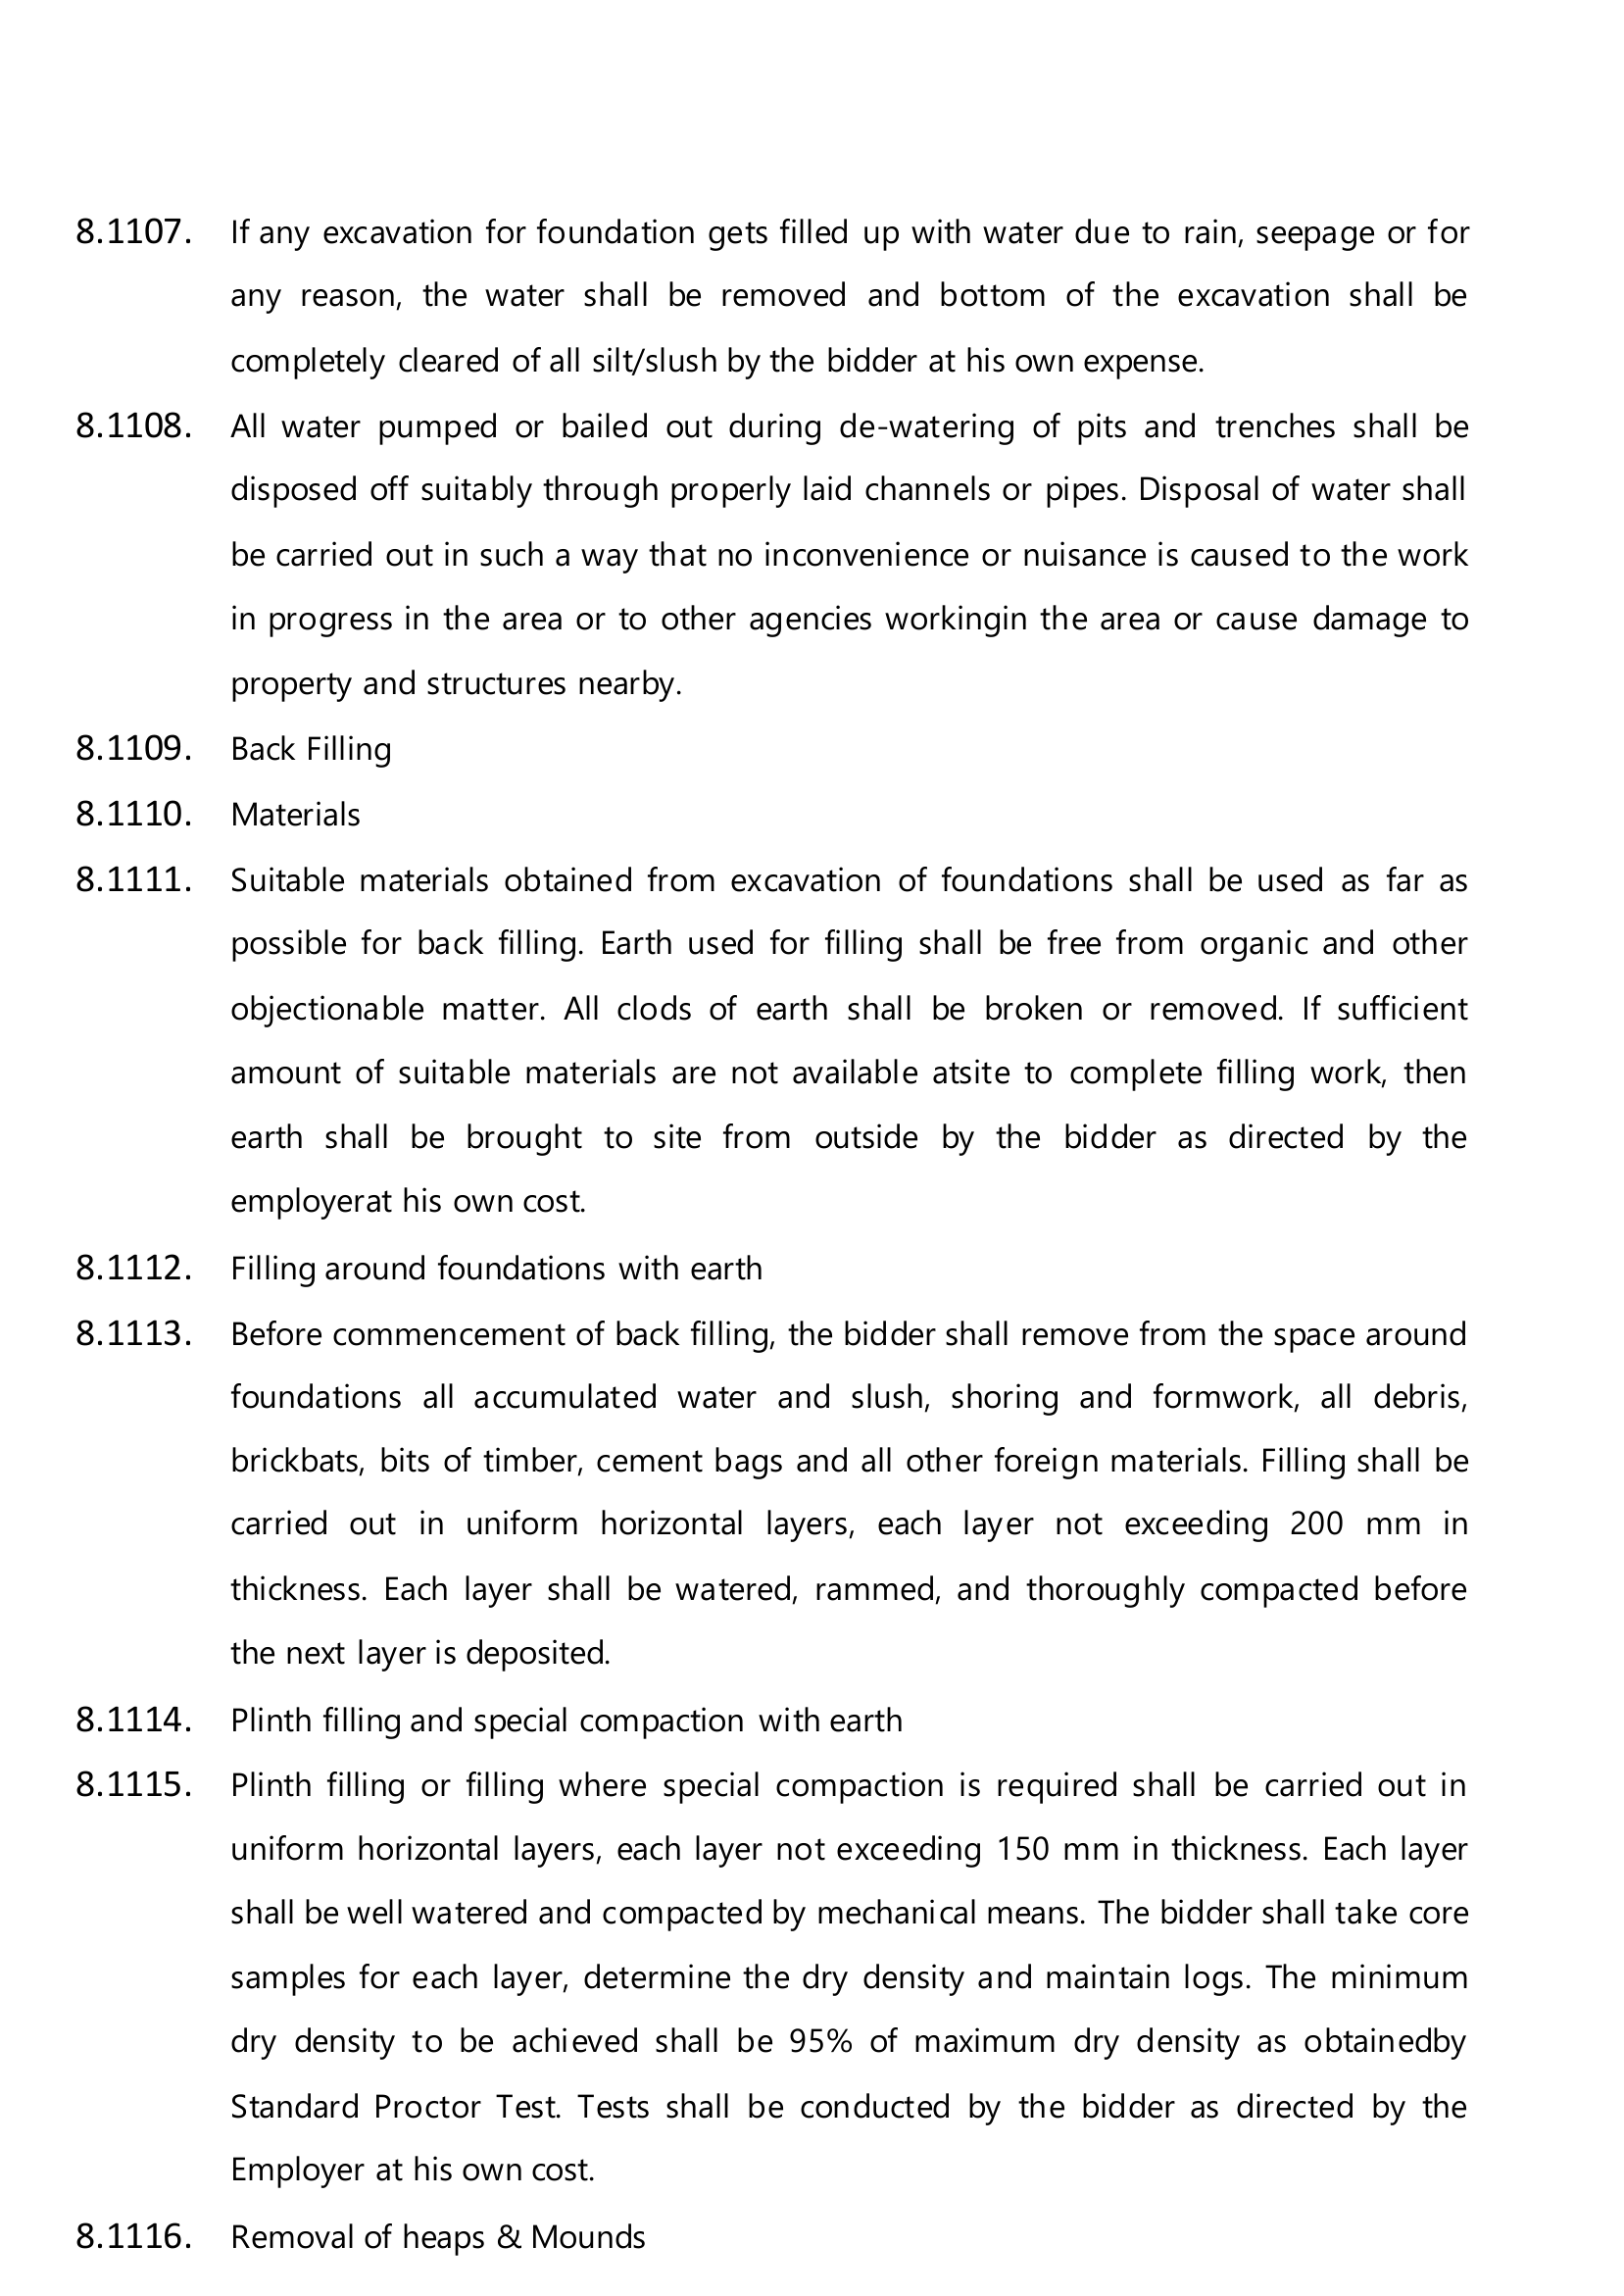 8.1107. If any excavation for foundation gets filled up with water due to rain, seepage or for
any reason, the water shall be removed and bottom of the excavation shall be
completely cleared of all silt/slush by the bidder at his own expense.
8.1108. All water pumped or bailed out during de-watering of pits and trenches shall be
disposed off suitably through properly laid channels or pipes. Disposal of water shall
be carried out in such a way that no inconvenience or nuisance is caused to the work
in progress in the area or to other agencies workingin the area or cause damage to
property and structures nearby.
8.1109. Back Filling
8.1110. Materials
8.1111. Suitable materials obtained from excavation of foundations shall be used as far as
possible for back filling. Earth used for filling shall be free from organic and other
objectionable matter. All clods of earth shall be broken or removed. If sufficient
amount of suitable materials are not available atsite to complete filling work, then
earth shall be brought to site from outside by the bidder as directed by the
employerat his own cost.
8.1112. Filling around foundations with earth
8.1113. Before commencement of back filling, the bidder shall remove from the space around
foundations all accumulated water and slush, shoring and formwork, all debris,
brickbats, bits of timber, cement bags and all other foreign materials. Filling shall be
carried out in uniform horizontal layers, each layer not exceeding 200 mm in
thickness. Each layer shall be watered, rammed, and thoroughly compacted before
the next layer is deposited.
8.1114. Plinth filling and special compaction with earth
8.1115. Plinth filling or filling where special compaction is required shall be carried out in
uniform horizontal layers, each layer not exceeding 150 mm in thickness. Each layer
shall be well watered and compacted by mechanical means. The bidder shall take core
samples for each layer, determine the dry density and maintain logs. The minimum
dry density to be achieved shall be 95% of maximum dry density as obtainedby
Standard Proctor Test. Tests shall be conducted by the bidder as directed by the
Employer at his own cost.
8.1116. Removal of heaps & Mounds